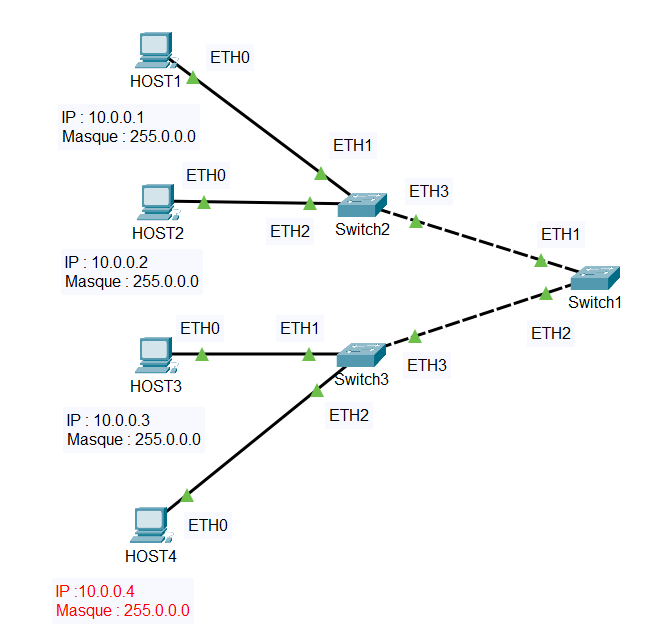 ETH0
HOST1
IP : 10.0.0.1
Masque : 255.0.0.0
ETH1
ETH0
HOST2
ETH2
Switch2
ETH3
IP : 10.0.0.2
Masque : 255.0.0.0
ETH1
Switch1
ETH2
ETH0
ETH1
HOST3
Switch3
ETH3
IP : 10.0.0.3
Masque : 255.0.0.0
ETH2
ETH0
HOST4
IP :10.0.0.4
Masque : 255.0.0.0